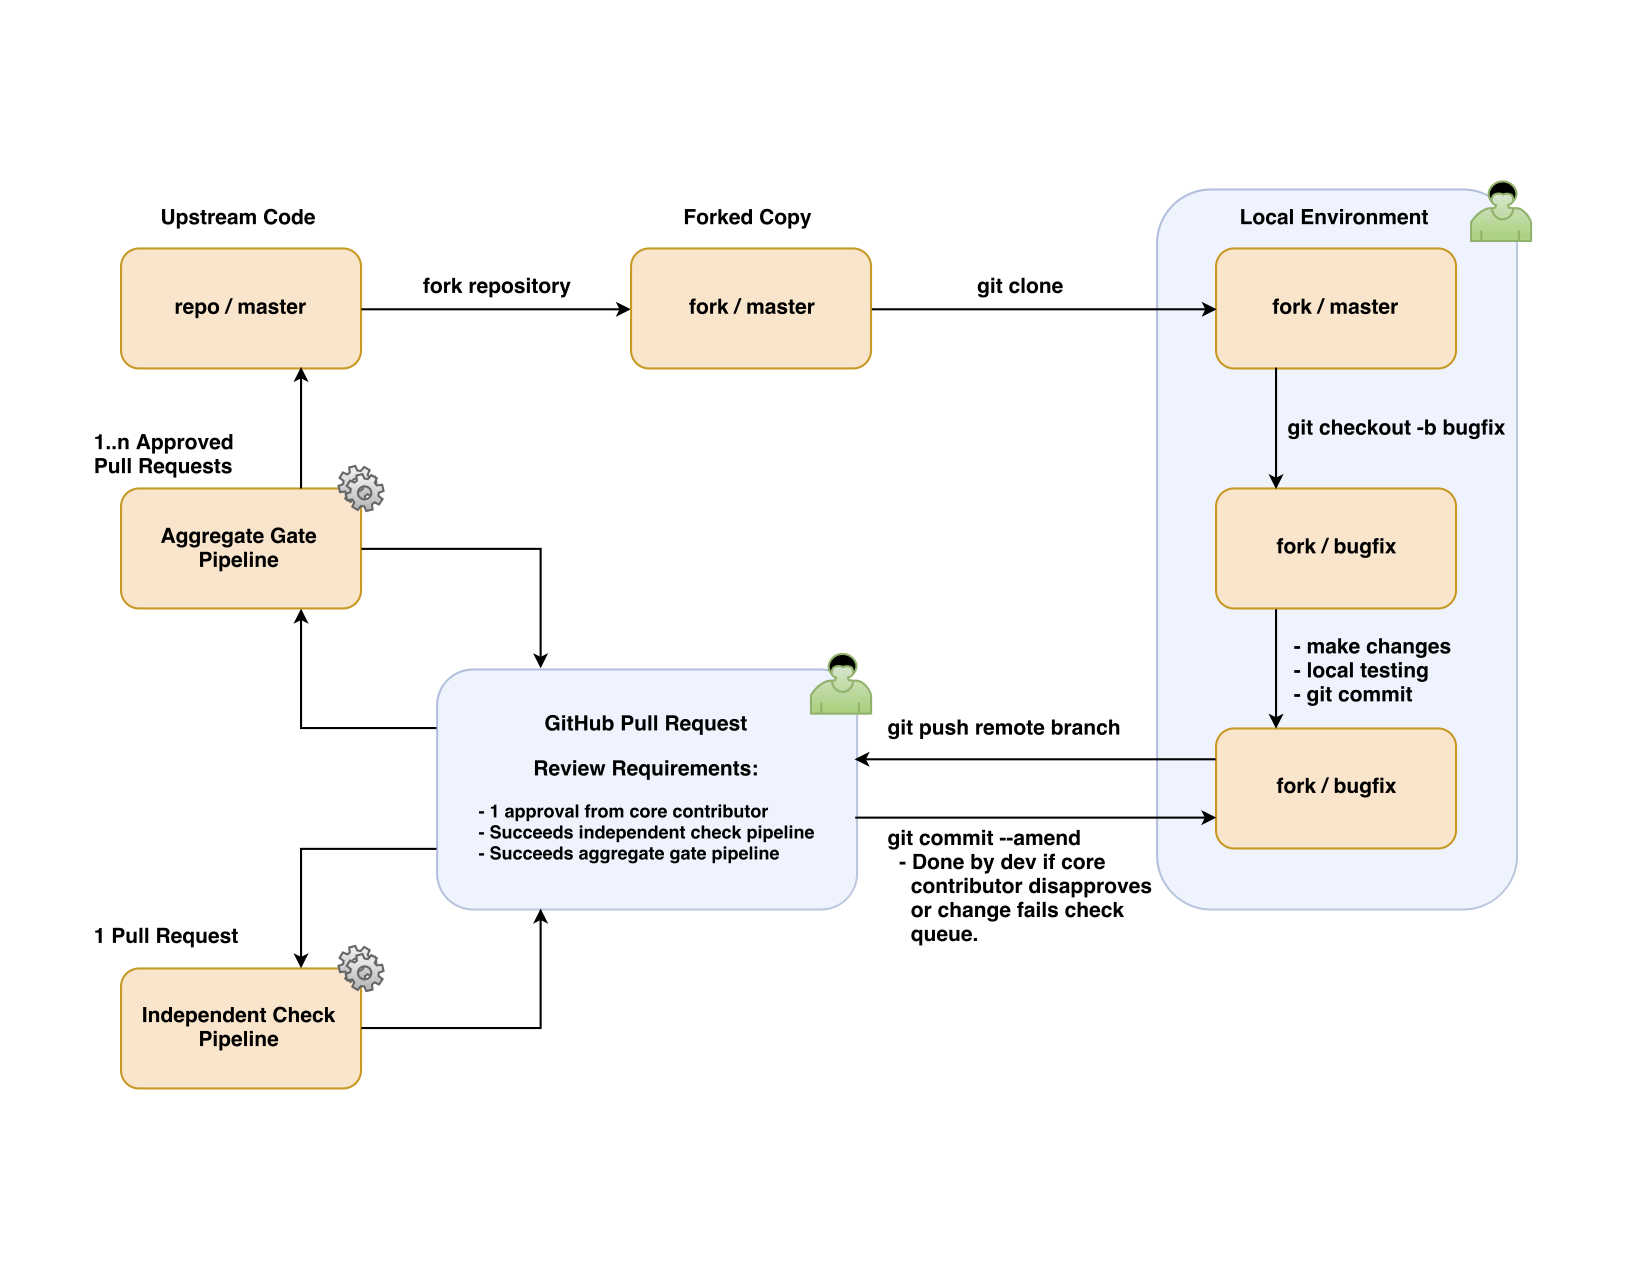 Upstream Code
Forked Copy
Local Environment
repo / master
fork repository
fork / master
git clone
fork / master
git checkout -b bugfix
1..n Approved
Pull Requests
Aggregate Gate
Pipeline
fork / bugfix
- make changes
- local testing
- git commit
GitHub Pull Request
Review Requirements:
- 1 approval from core contributor
- Succeeds independent check pipeline
- Succeeds aggregate gate pipeline
git push remote branch
fork / bugfix
git commit --amend
- Done by dev if core
contributor disapproves
or change fails check
queue.
1 Pull Request
Independent Check
Pipeline